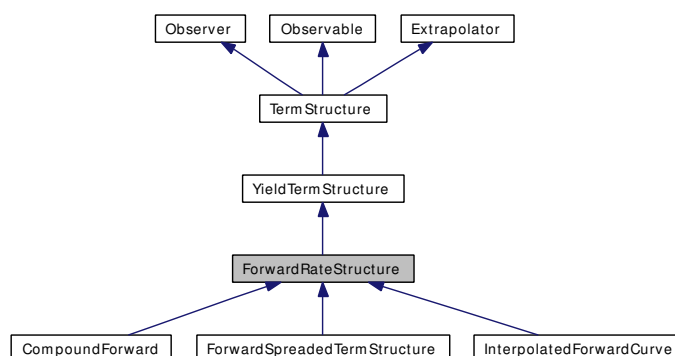 Observer
Observable
Extrapolator
TermStructure
YieldTermStructure
ForwardRateStructure
CompoundForward
ForwardSpreadedTermStructure
InterpolatedForwardCurve